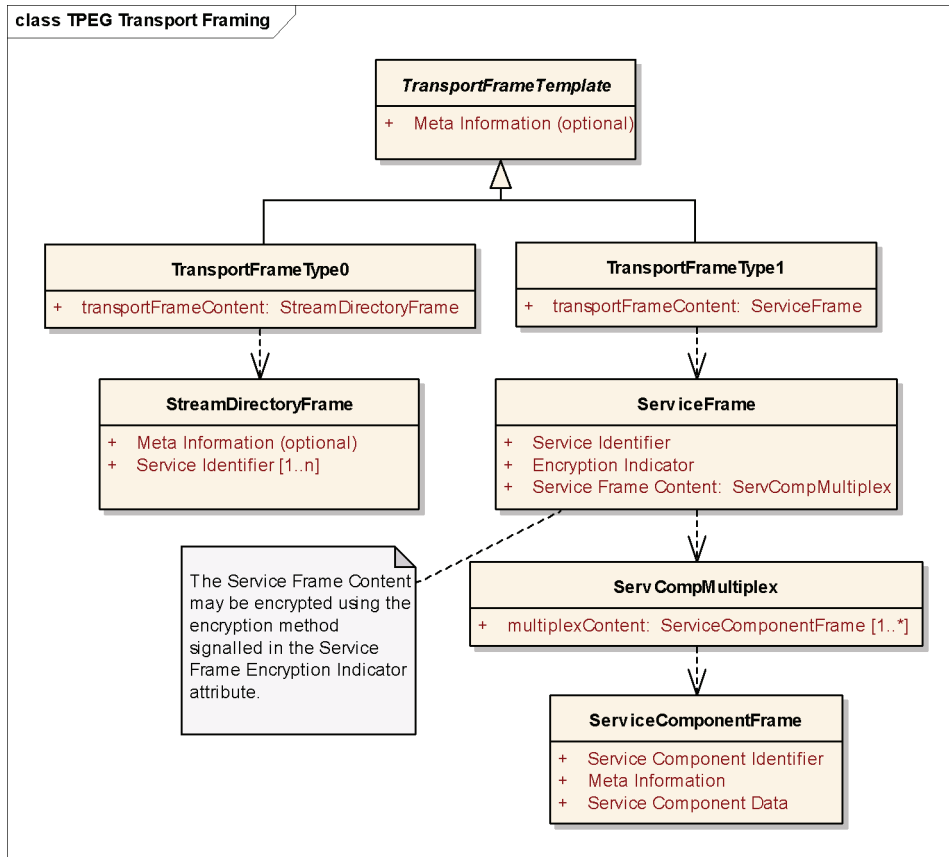 class TPEG Transport Framing
TransportFrameTemplate
+ Meta Information (optional)
TransportFrameType0
+ transportFrameContent: StreamDirectoryFrame
TransportFrameType1
+ transportFrameContent: ServiceFrame
StreamDirectoryFrame
+ Meta Information (optional)
+ Service Identifier [1..n]
ServiceFrame
+ Service Identifier
+ Encryption Indicator
+ Service Frame Content: ServCompMultiplex
The Service Frame Content
may be encrypted using the
encryption method
signalled in the Service
Frame Encryption Indicator
attribute.
ServCompMultiplex
+ multiplexContent: ServiceComponentFrame [1..*]
ServiceComponentFrame
+ Service Component Identifier
+ Meta Information
+ Service Component Data